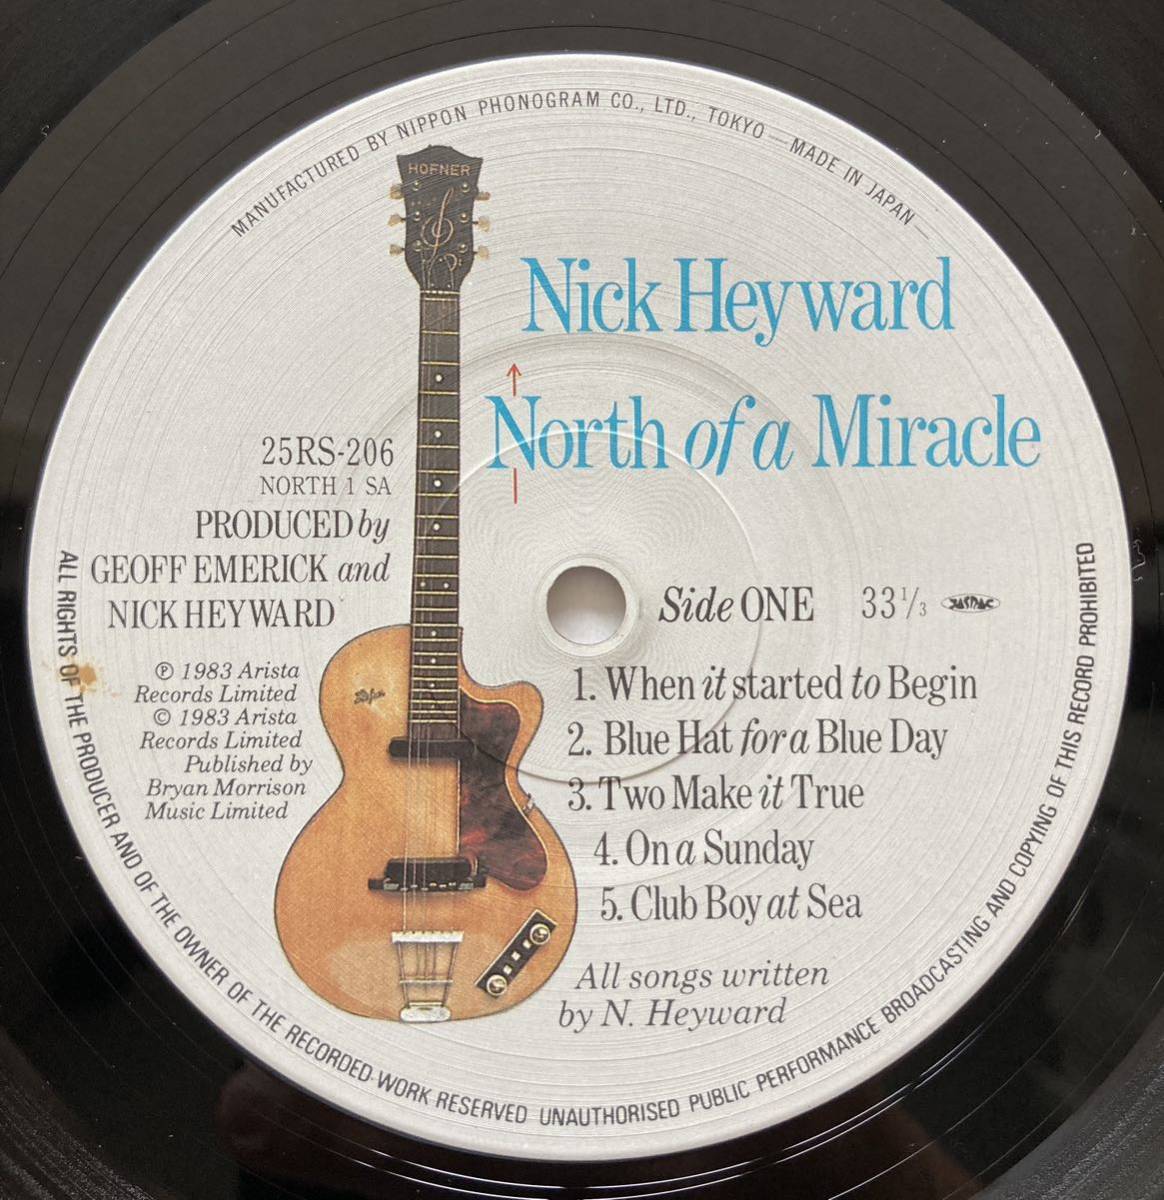 MANUFACTURED BY NIPPON PHONOGRAM CO., LTD., TOKYO — MADE IN JAPAN —
HOFNER
Nick Heyward
North of a Miracle
25RS-206
NORTH 1 SA
PRODUCED by
GEOFF EMERICK and
NICK HEYWARD
Side ONE 33 1/3 JASRAC
℗ 1983 Arista
Records Limited
© 1983 Arista
Records Limited
Published by
Bryan Morrison
Music Limited
1. When it started to Begin
2. Blue Hat for a Blue Day
3. Two Make it True
4. On a Sunday
5. Club Boy at Sea
All songs written
by N. Heyward
ALL RIGHTS OF THE PRODUCER AND OF THE OWNER OF THE RECORDED WORK RESERVED UNAUTHORISED PUBLIC PERFORMANCE BROADCASTING AND COPYING OF THIS RECORD PROHIBITED